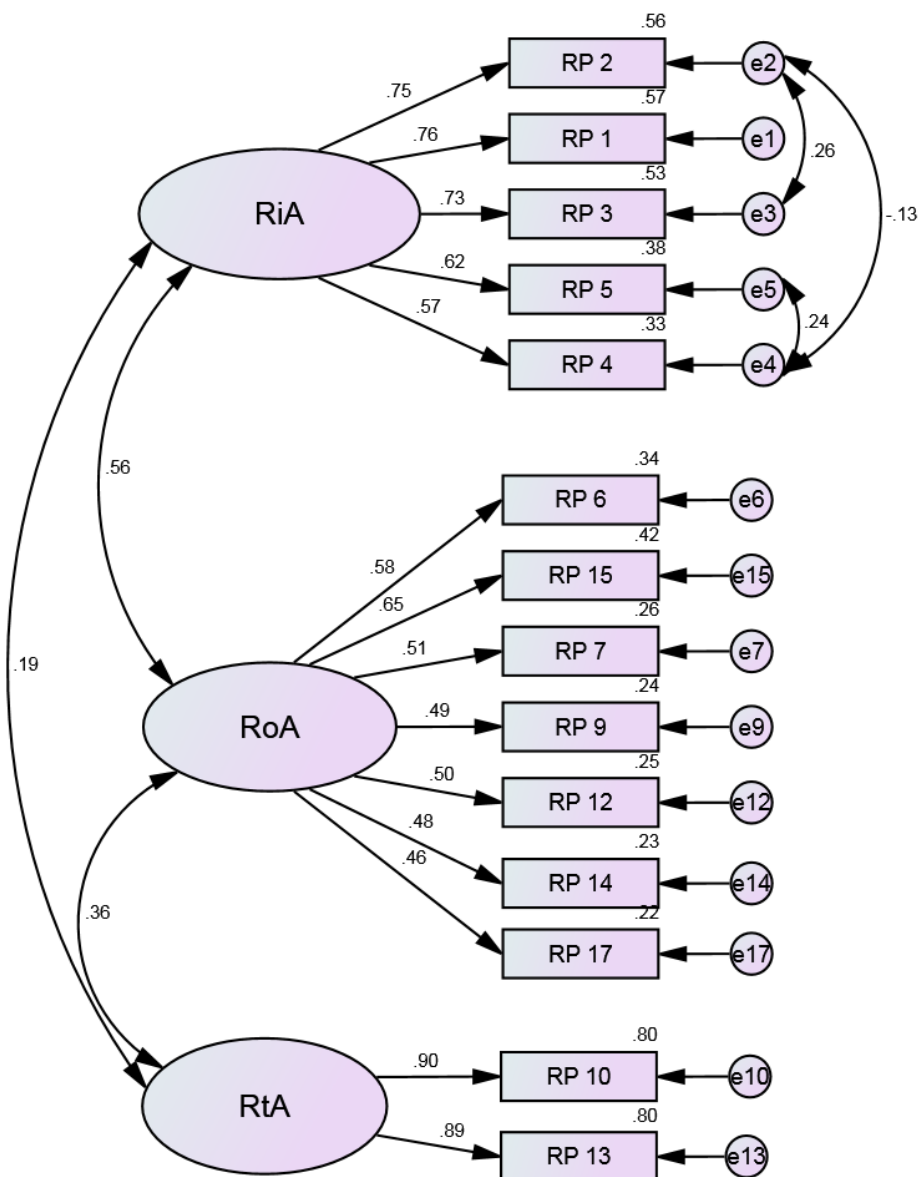 .56
.75 RP 2 e2
.57
.76 RP 1 e1
.26
.53
RiA .73 RP 3 e3 -.13
.38
.62 RP 5 e5
.24
.57 .33
RP 4 e4
.56
.34
RP 6 e6
.42
.58
.65 RP 15 e15
.26
.51 RP 7 e7
.19
.24
RoA .49 RP 9 e9
.25
.50 RP 12 e12
.48 .23
.46
RP 14 e14
.36 .22
RP 17 e17
.80
.90 RP 10 e10
RtA
.80
.89 RP 13 e13